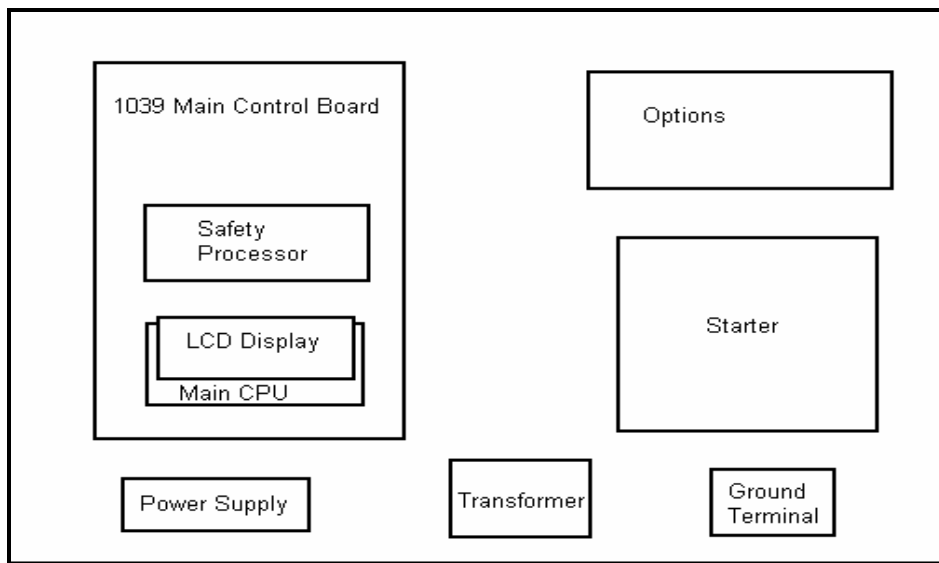 1039 Main Control Board
Options
Safety
Processor
LCD Display
Main CPU
Starter
Power Supply
Transformer
Ground
Terminal